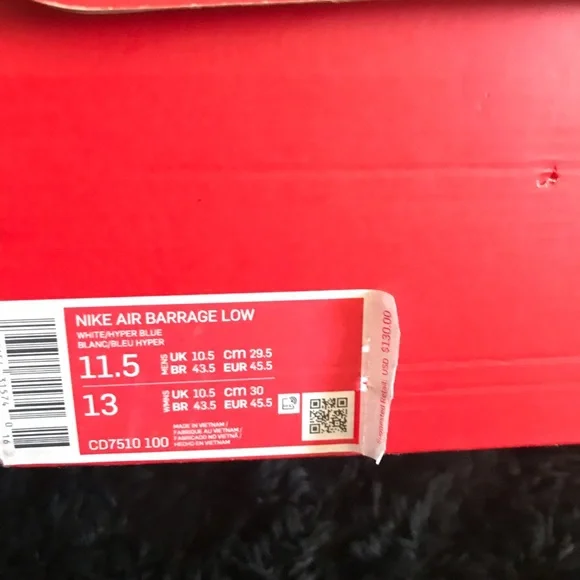 NIKE AIR BARRAGE LOW
WHITE/HYPER BLUE
BLANC/BLEU HYPER
11.5 MENS UK 10.5 cm 29.5
BR 43.5 EUR 45.5
13 WMNS UK 10.5 cm 30
BR 43.5 EUR 45.5
CD7510 100
MADE IN VIETNAM /
FABRIQUE AU VIETNAM /
FABRICADO NO VIETNÃ /
HECHO EN VIETNAM
USD $130.00